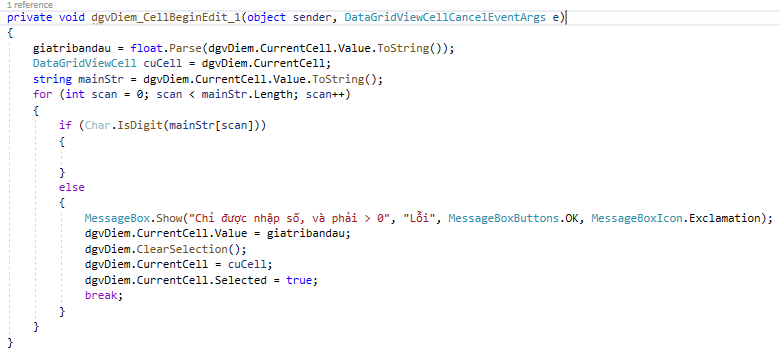 1 reference
private void dgvDiem_CellBeginEdit_1(object sender, DataGridViewCellCancelEventArgs e)
{
giatribandau = float.Parse(dgvDiem.CurrentCell.Value.ToString());
DataGridViewCell cuCell = dgvDiem.CurrentCell;
string mainStr = dgvDiem.CurrentCell.Value.ToString();
for (int scan = 0; scan < mainStr.Length; scan++)
{
if (Char.IsDigit(mainStr[scan]))
{
}
else
{
MessageBox.Show("Chỉ được nhập số, và phải > 0", "Lỗi", MessageBoxButtons.OK, MessageBoxIcon.Exclamation);
dgvDiem.CurrentCell.Value = giatribandau;
dgvDiem.ClearSelection();
dgvDiem.CurrentCell = cuCell;
dgvDiem.CurrentCell.Selected = true;
break;
}
}
}